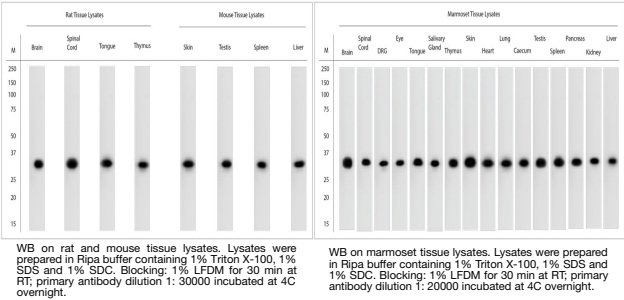 Rat Tissue Lysates
Mouse Tissue Lysates
M Brain Spinal Cord Tongue Thymus Skin Testis Spleen Liver
250
150
100
75
50
37
25
20
15
WB on rat and mouse tissue lysates. Lysates were
prepared in Ripa buffer containing 1% Triton X-100, 1%
SDS and 1% SDC. Blocking: 1% LFDM for 30 min at
RT; primary antibody dilution 1: 30000 incubated at 4C
overnight.
Marmoset Tissue Lysates
M Brain Spinal Cord DRG Eye Tongue Salivary Gland Thymus Skin Heart Lung Caecum Testis Spleen Pancreas Kidney Liver
250
150
100
75
50
37
25
20
15
WB on marmoset tissue lysates. Lysates were prepared
in Ripa buffer containing 1% Triton X-100, 1% SDS and
1% SDC. Blocking: 1% LFDM for 30 min at RT; primary
antibody dilution 1: 20000 incubated at 4C overnight.